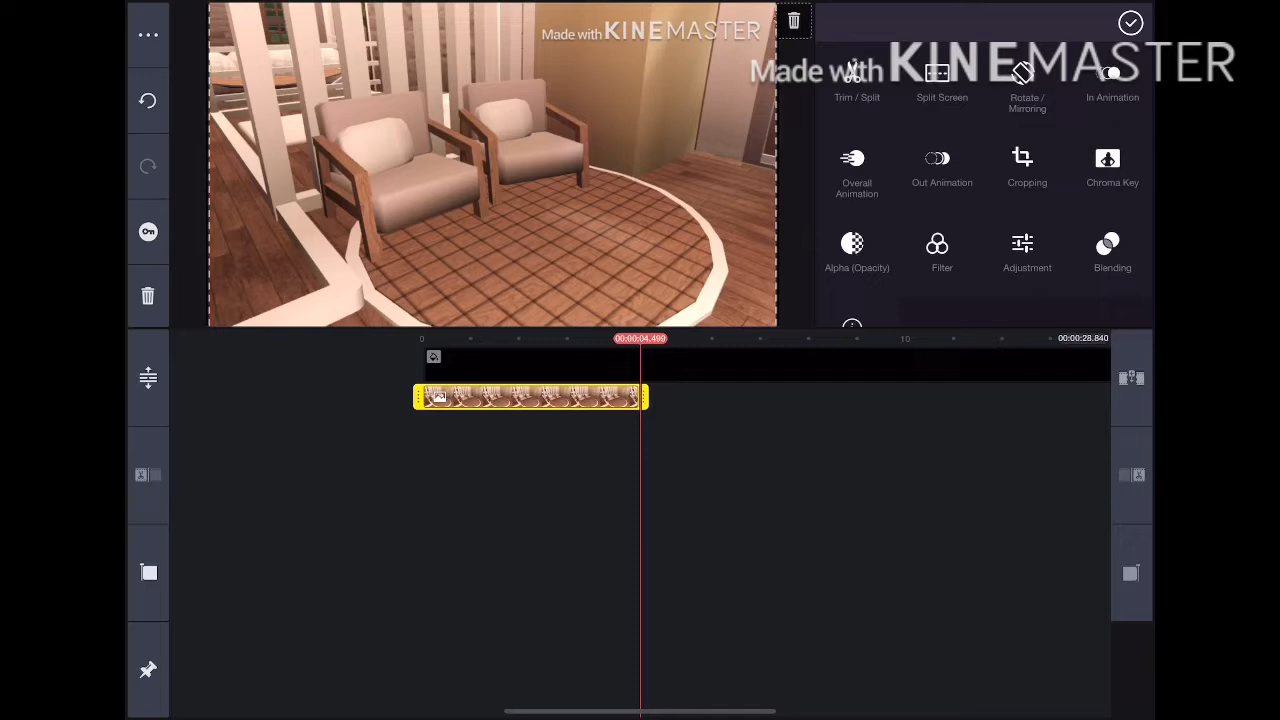 Made with KINEMASTER
Made with KINEMASTER
Trim / Split
Split Screen
Rotate /
Mirroring
In Animation
Overall
Animation
Out Animation
Cropping
Chroma Key
Alpha (Opacity)
Filter
Adjustment
Blending
0
00:00:04.499
10
00:00:28.840